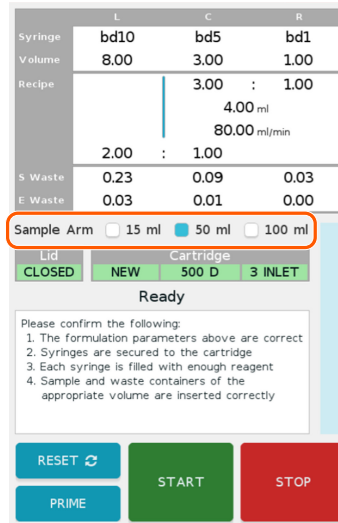 L C R
Syringe bd10 bd5 bd1
Volume 8.00 3.00 1.00
Recipe 3.00 : 1.00
4.00 ml
80.00 ml/min
2.00 : 1.00
S Waste 0.23 0.09 0.03
E Waste 0.03 0.01 0.00
Sample Arm 15 ml 50 ml 100 ml
Lid Cartridge
CLOSED NEW 500 D 3 INLET
Ready
Please confirm the following:
1. The formulation parameters above are correct
2. Syringes are secured to the cartridge
3. Each syringe is filled with enough reagent
4. Sample and waste containers of the
appropriate volume are inserted correctly
RESET
START STOP
PRIME